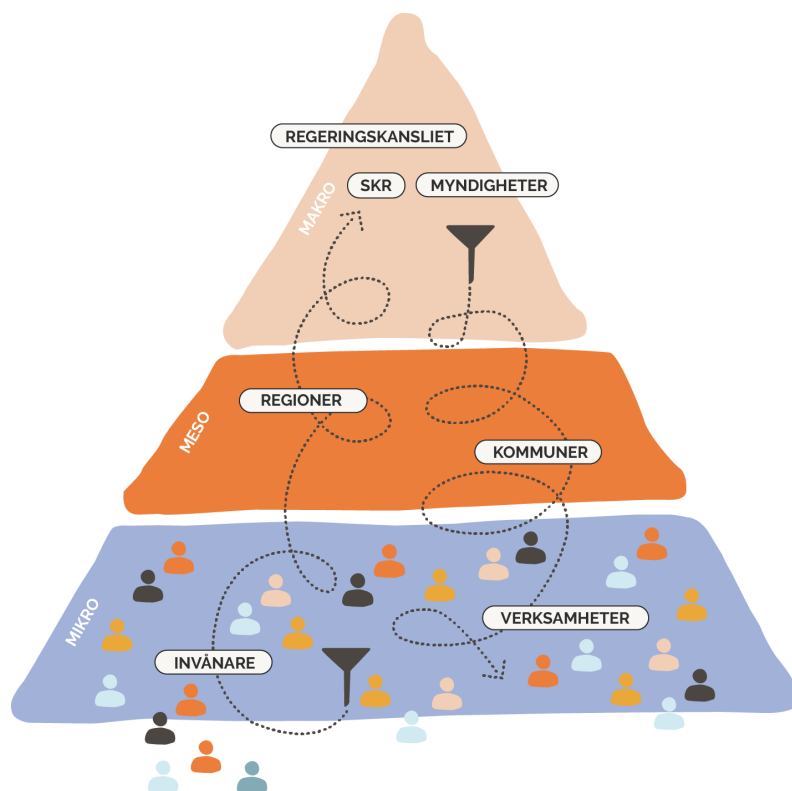 REGERINGSKANSLIET
SKR
MYNDIGHETER
MAKRO
REGIONER
MESO
KOMMUNER
MIKRO
VERKSAMHETER
INVÅNARE